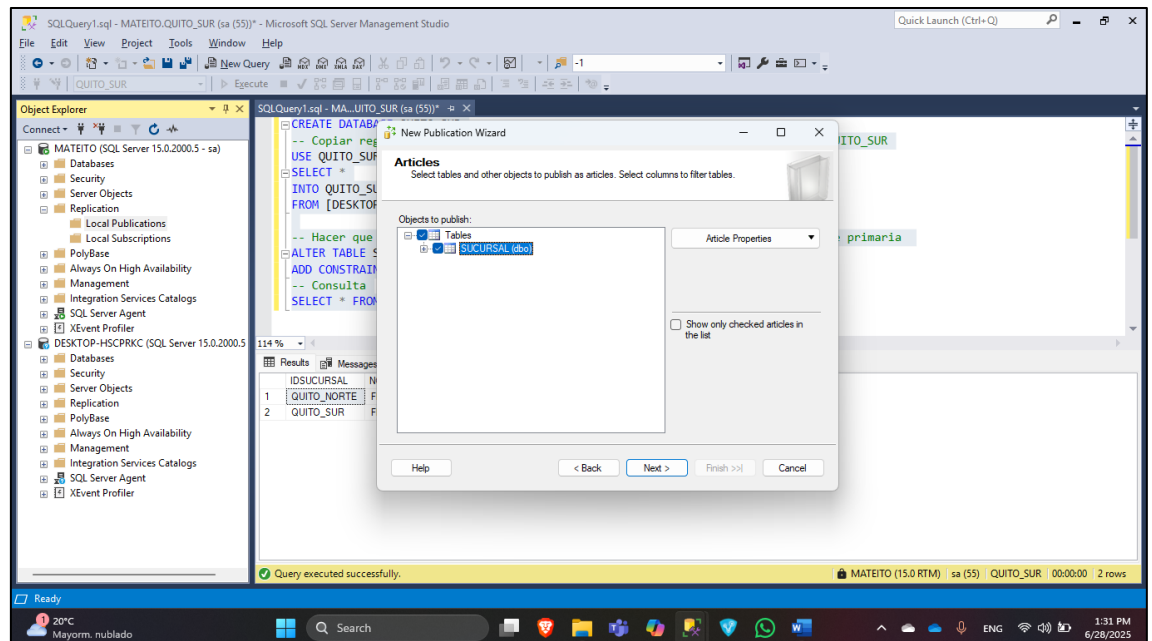 SQLQuery1.sql - MATEITO.QUITO_SUR (sa (55))* - Microsoft SQL Server Management Studio
Quick Launch (Ctrl+Q)
File Edit View Project Tools Window Help
New Query
-1
QUITO_SUR
Execute
Object Explorer
SQLQuery1.sql - MA...UITO_SUR (sa (55))*
Connect
MATEITO (SQL Server 15.0.2000.5 - sa)
Databases
Security
Server Objects
Replication
Local Publications
Local Subscriptions
PolyBase
Always On High Availability
Management
Integration Services Catalogs
SQL Server Agent
XEvent Profiler
DESKTOP-HSCPRKC (SQL Server 15.0.2000.5
Databases
Security
Server Objects
Replication
PolyBase
Always On High Availability
Management
Integration Services Catalogs
SQL Server Agent
XEvent Profiler
CREATE DATABA
-- Copiar reg
UITO_SUR
USE QUITO_SUR
SELECT *
INTO QUITO_SU
FROM [DESKTOP
-- Hacer que
primaria
ALTER TABLE S
ADD CONSTRAIN
-- Consulta
SELECT * FROM
114 %
Results Messages
IDSUCURSAL
1 QUITO_NORTE F
2 QUITO_SUR F
New Publication Wizard
Articles
Select tables and other objects to publish as articles. Select columns to filter tables.
Objects to publish:
Tables
SUCURSAL (dbo)
Article Properties
Show only checked articles in
the list
Help
< Back
Next >
Finish >>|
Cancel
Query executed successfully.
MATEITO (15.0 RTM) sa (55) QUITO_SUR 00:00:00 2 rows
Ready
1
20°C
Mayorm. nublado
Search
ENG
1:31 PM
6/28/2025